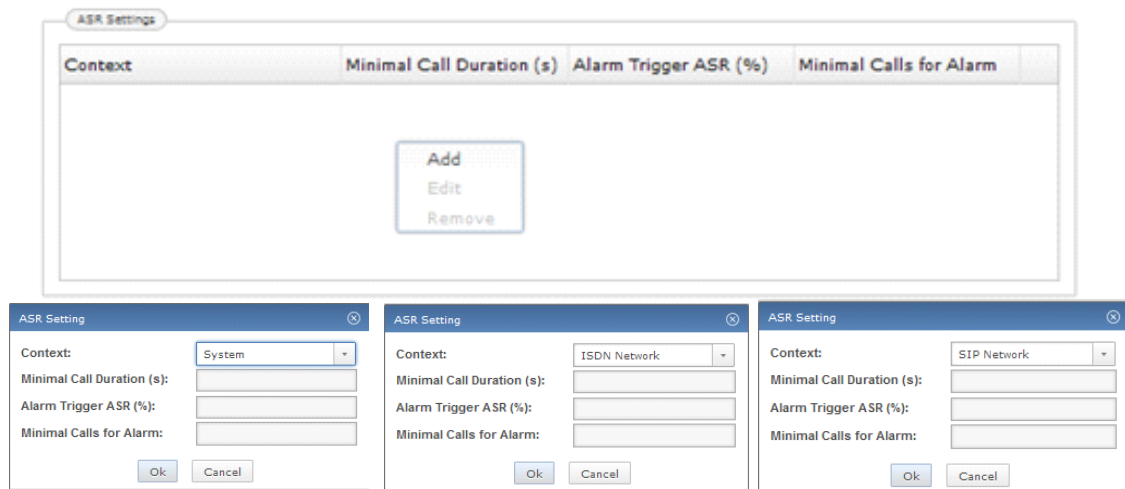 ASR Settings
Context Minimal Call Duration (s) Alarm Trigger ASR (%) Minimal Calls for Alarm
Add
Edit
Remove
ASR Setting
Context: System
Minimal Call Duration (s):
Alarm Trigger ASR (%):
Minimal Calls for Alarm:
Ok Cancel
ASR Setting
Context: ISDN Network
Minimal Call Duration (s):
Alarm Trigger ASR (%):
Minimal Calls for Alarm:
Ok Cancel
ASR Setting
Context: SIP Network
Minimal Call Duration (s):
Alarm Trigger ASR (%):
Minimal Calls for Alarm:
Ok Cancel